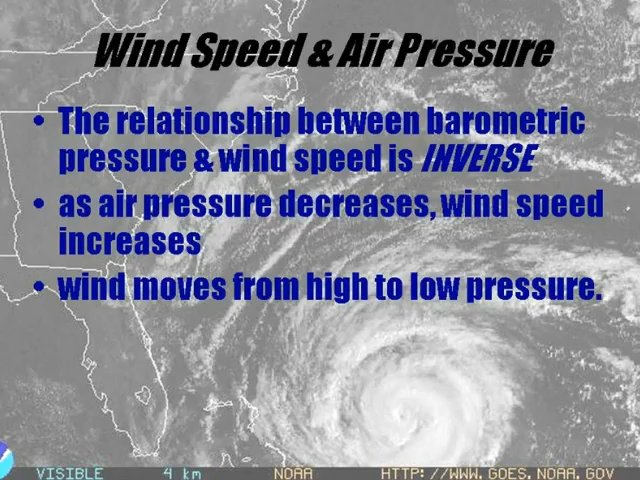 Wind Speed & Air Pressure
• The relationship between barometric
pressure & wind speed is INVERSE
• as air pressure decreases, wind speed
increases
• wind moves from high to low pressure.
VISIBLE 4 km NOAA HTTP://WWW.GOES.NOAA.GOV